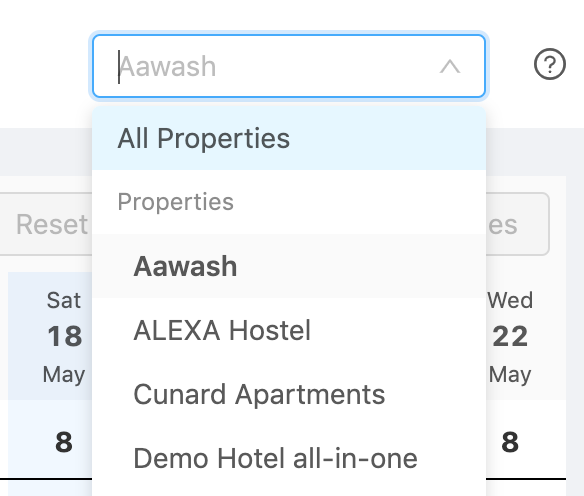 Aawash
?
All Properties
Properties
Reset
es
Aawash
Sat
Wed
ALEXA Hostel
18
22
May
May
Cunard Apartments
8
8
Demo Hotel all-in-one